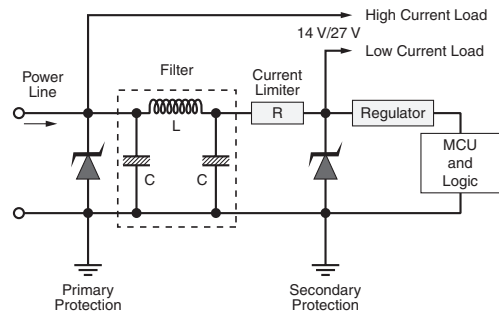 High Current Load
14 V/27 V
Low Current Load
Power
Line
Filter
Current
Limiter
L
R
Regulator
C
C
MCU
and
Logic
Primary
Protection
Secondary
Protection